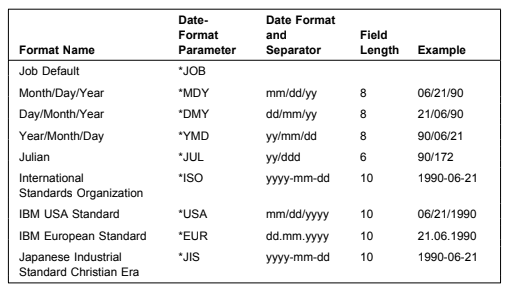 Format Name Date-Format Parameter Date Format and Separator Field Length Example
Job Default *JOB
Month/Day/Year *MDY mm/dd/yy 8 06/21/90
Day/Month/Year *DMY dd/mm/yy 8 21/06/90
Year/Month/Day *YMD yy/mm/dd 8 90/06/21
Julian *JUL yy/ddd 6 90/172
International *ISO yyyy-mm-dd 10 1990-06-21
Standards Organization
IBM USA Standard *USA mm/dd/yyyy 10 06/21/1990
IBM European Standard *EUR dd.mm.yyyy 10 21.06.1990
Japanese Industrial *JIS yyyy-mm-dd 10 1990-06-21
Standard Christian Era